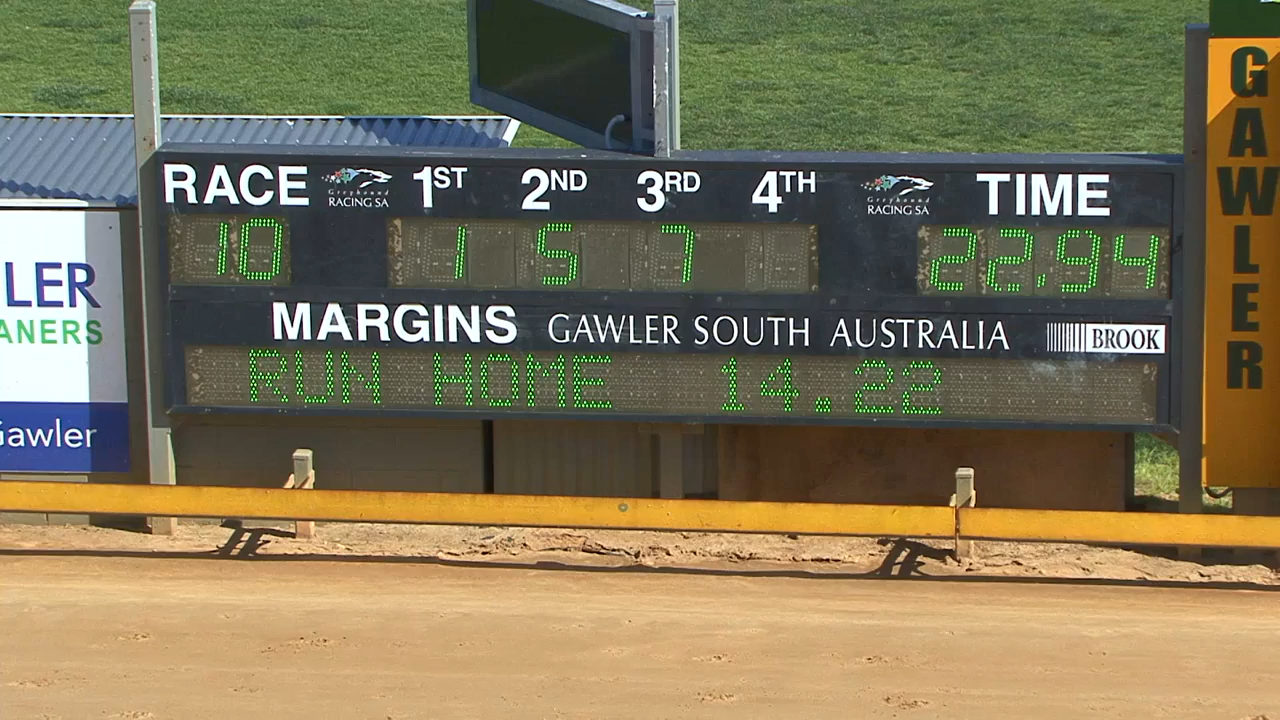 RACE Greyhound RACING SA 1ST 2ND 3RD 4TH Greyhound RACING SA TIME
10 1 5 7 22.94
MARGINS GAWLER SOUTH AUSTRALIA BROOK
RUN HOME 14.22
LER
ANERS
Gawler
GAWLER